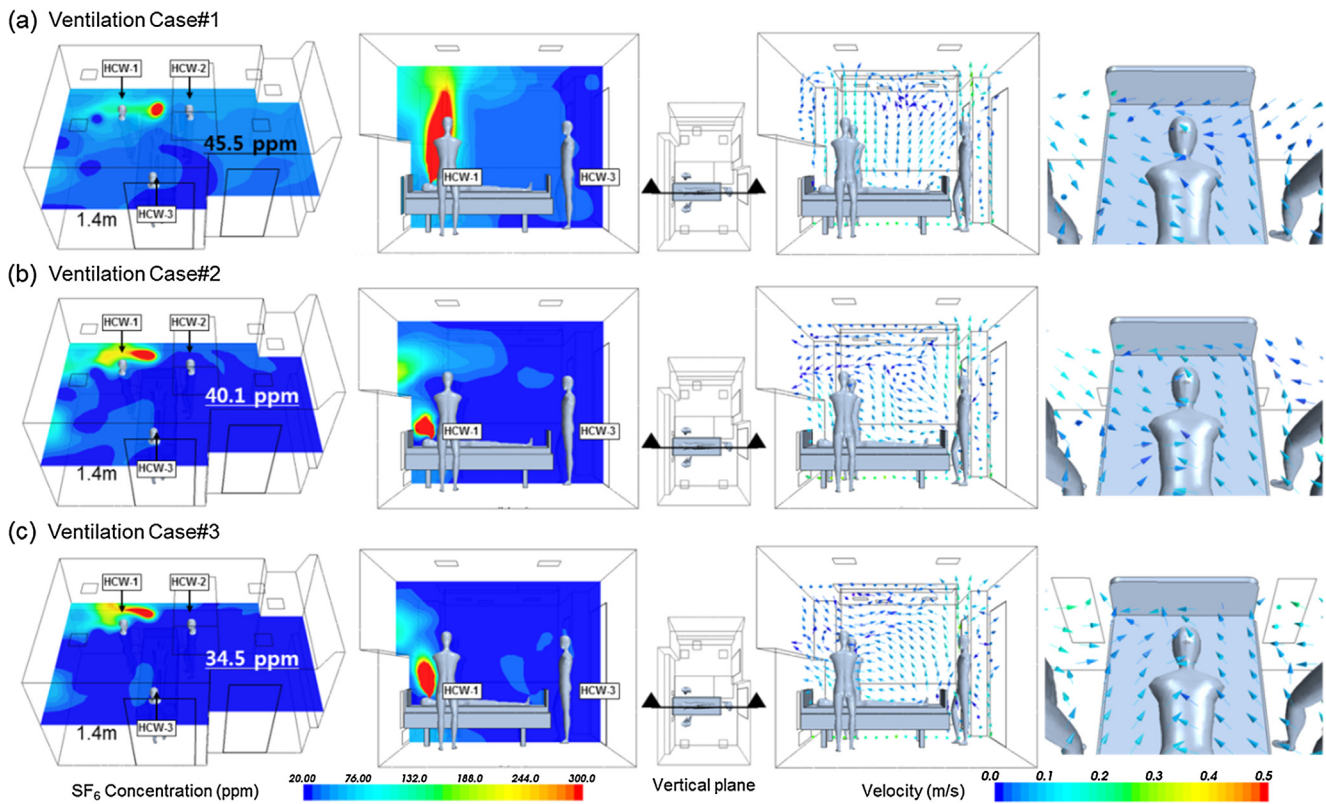 (a) Ventilation Case#1
HCW-1
HCW-2
45.5 ppm
1.4m
HCW-3
HCW-1
HCW-3
(b) Ventilation Case#2
HCW-1
HCW-2
40.1 ppm
1.4m
HCW-3
HCW-1
HCW-3
(c) Ventilation Case#3
HCW-1
HCW-2
34.5 ppm
1.4m
HCW-3
HCW-1
HCW-3
SF6 Concentration (ppm)
20.00 76.00 132.0 188.0 244.0 300.0
Vertical plane
Velocity (m/s)
0.0 0.1 0.2 0.3 0.4 0.5